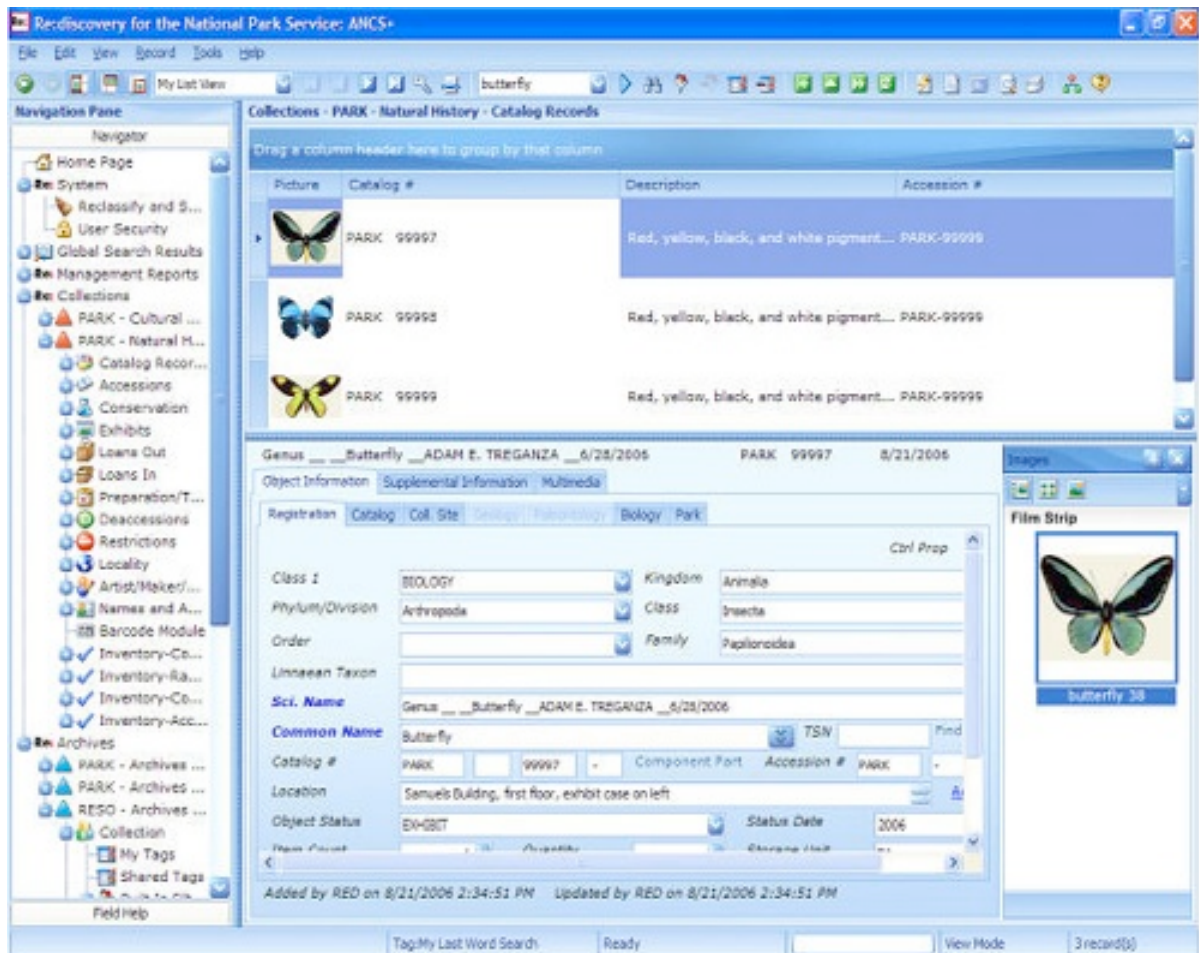 Re:discovery for the National Park Service: ANCS+
File Edit View Record Tools Help
My List View butterfly
Navigation Pane
Navigator
Home Page
Re: System
Reclassify and S...
User Security
Global Search Results
Re: Management Reports
Re: Collections
PARK - Cultural ...
PARK - Natural H...
Catalog Recor...
Accessions
Conservation
Exhibits
Loans Out
Loans In
Preparation/T...
Deaccessions
Restrictions
Locality
Artist/Maker/...
Names and A...
Barcode Module
Inventory-Co...
Inventory-Ra...
Inventory-Co...
Inventory-Acc...
Re: Archives
PARK - Archives ...
PARK - Archives ...
RESO - Archives ...
Collection
My Tags
Shared Tags
Field Help
Collections - PARK - Natural History - Catalog Records
Drag a column header here to group by that column
Picture Catalog # Description Accession #
PARK 99997 Red, yellow, black, and white pigment... PARK-99999
PARK 99998 Red, yellow, black, and white pigment... PARK-99999
PARK 99999 Red, yellow, black, and white pigment... PARK-99999
Genus __ __Butterfly __ADAM E. TREGANZA __6/28/2006 PARK 99997 8/21/2006
Object Information Supplemental Information Multimedia
Registration Catalog Coll. Site Geology Paleontology Biology Park
Ctrl Prop
Class 1 BIOLOGY Kingdom Animalia
Phylum/Division Arthropoda Class Insecta
Order Family Papilionoidea
Linnaean Taxon
Sci. Name Genus __ __Butterfly __ADAM E. TREGANZA __6/28/2006
Common Name Butterfly TSN Find
Catalog # PARK 99997 - Component Part Accession # PARK -
Location Samuels Building, first floor, exhibit case on left
Object Status EXHIBIT Status Date 2006
Item Count Quantity Storage Unit
Added by RED on 8/21/2006 2:34:51 PM Updated by RED on 8/21/2006 2:34:51 PM
Images
Film Strip
butterfly 38
Tag:My Last Word Search Ready View Mode 3 record(s)